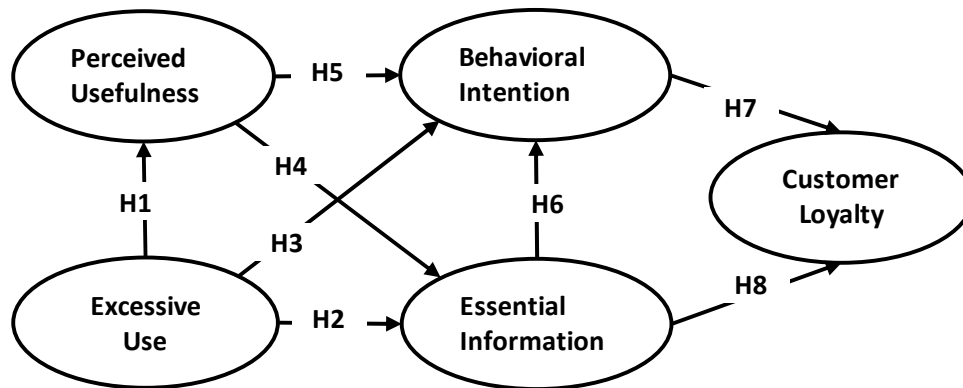 Perceived
Usefulness
H5
Behavioral
Intention
H7
H4
H1
H3
H6
Customer
Loyalty
Excessive
Use
H2
Essential
Information
H8